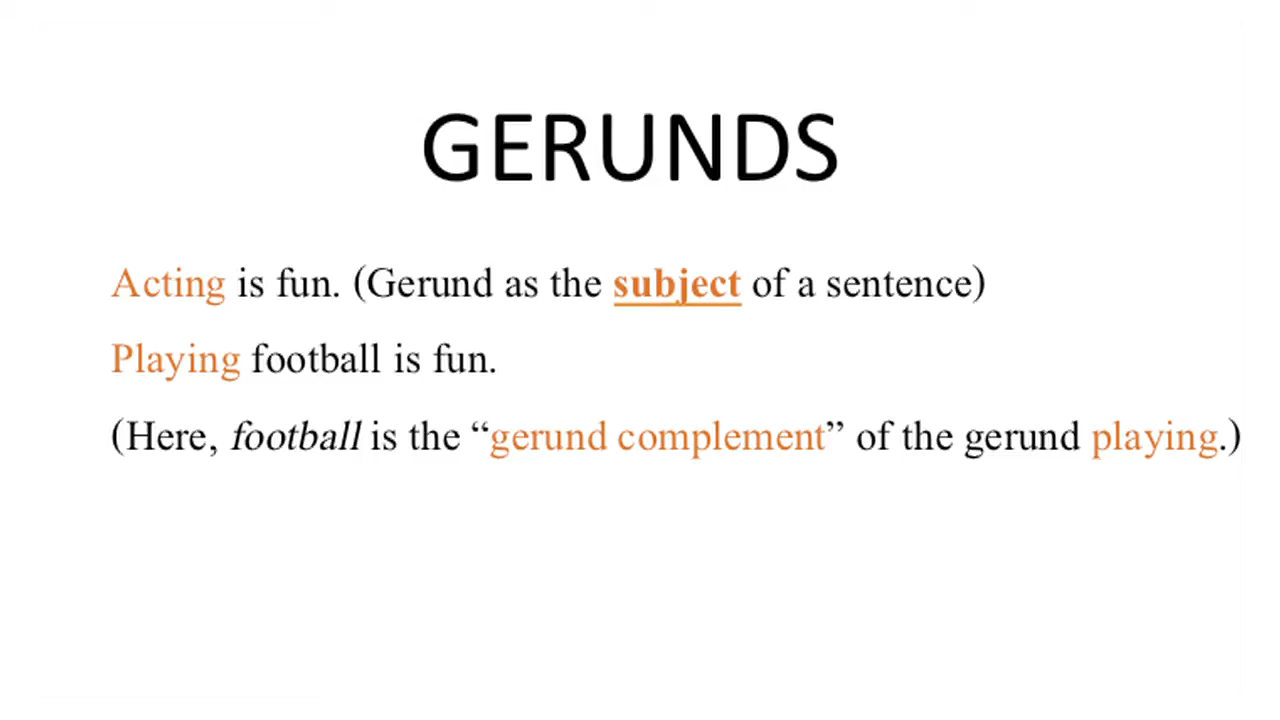 GERUNDS
Acting is fun. (Gerund as the subject of a sentence)
Playing football is fun.
(Here, football is the “gerund complement” of the gerund playing.)